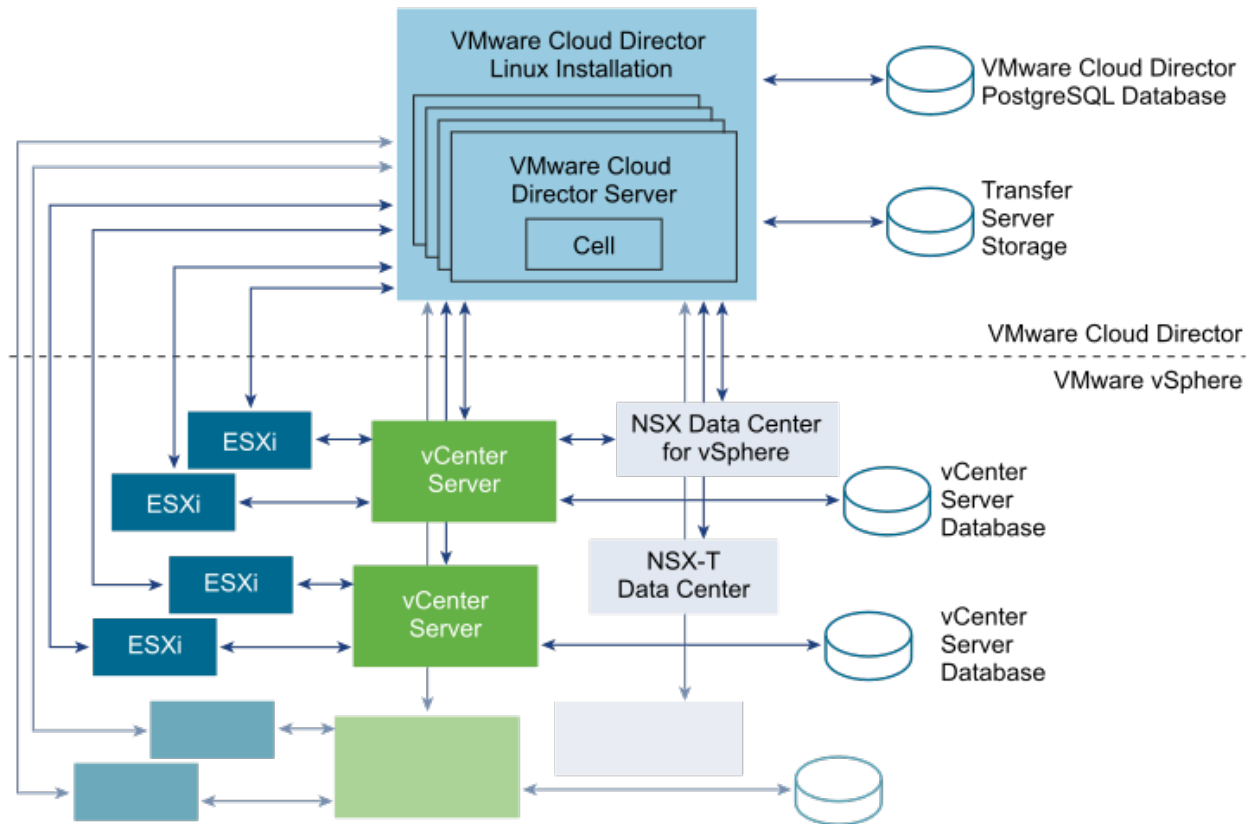 VMware Cloud Director
Linux Installation
VMware Cloud
Director Server
Cell
VMware Cloud Director
PostgreSQL Database
Transfer
Server
Storage
VMware Cloud Director
VMware vSphere
ESXi
vCenter
Server
NSX Data Center
for vSphere
ESXi
vCenter
Server
Database
ESXi
vCenter
Server
NSX-T
Data Center
ESXi
vCenter
Server
Database